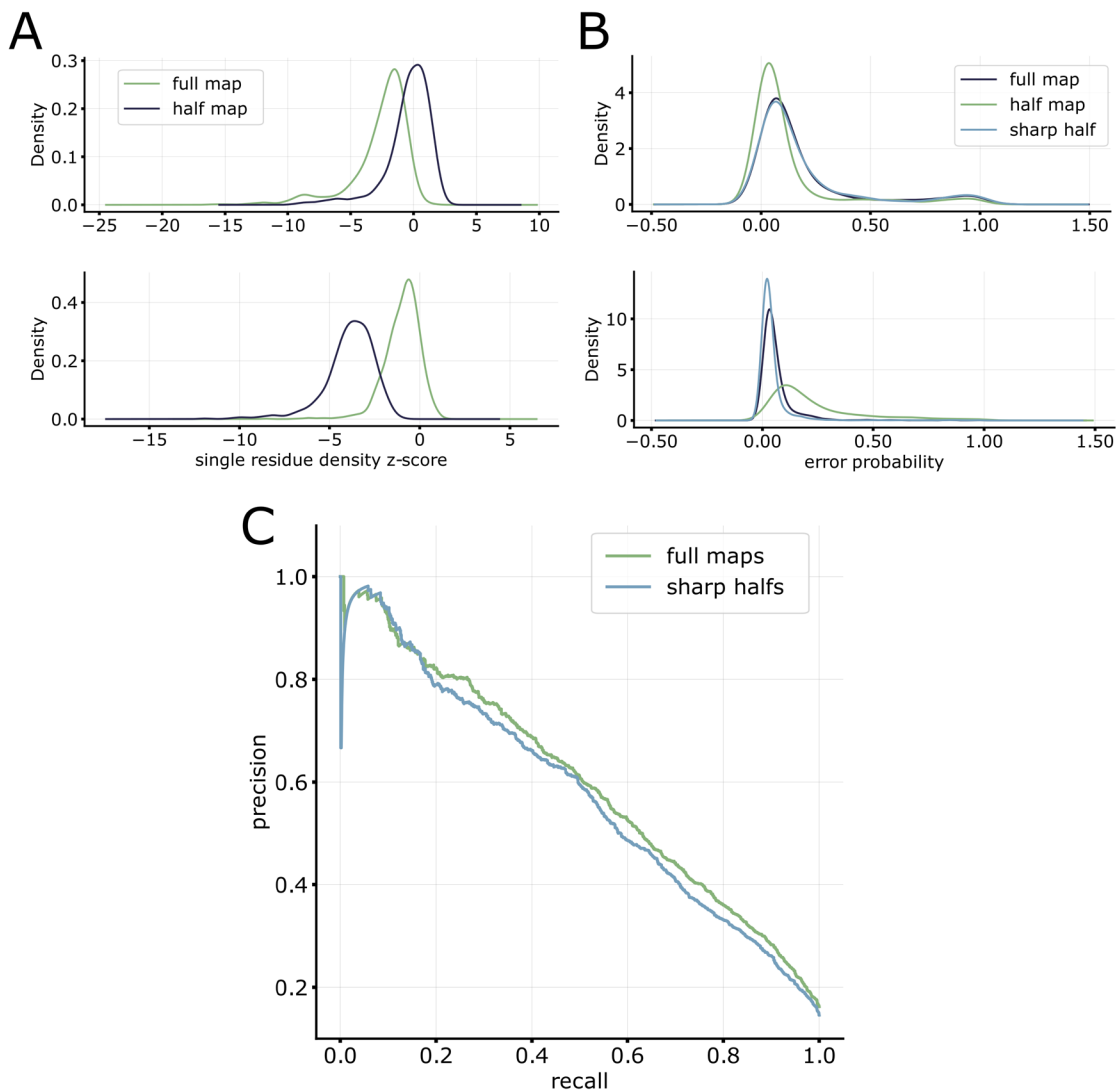 A
B
0.3
0.2
0.1
0.0
Density
full map
half map
−25
−20
−15
−10
−5
0
5
10
4
2
0
Density
full map
half map
sharp half
−0.50
0.00
0.50
1.00
1.50
0.4
0.2
0.0
Density
−15
−10
−5
0
5
single residue density z-score
10
5
0
Density
−0.50
0.00
0.50
1.00
1.50
error probability
C
full maps
sharp halfs
1.0
0.8
0.6
0.4
0.2
precision
0.0
0.2
0.4
0.6
0.8
1.0
recall